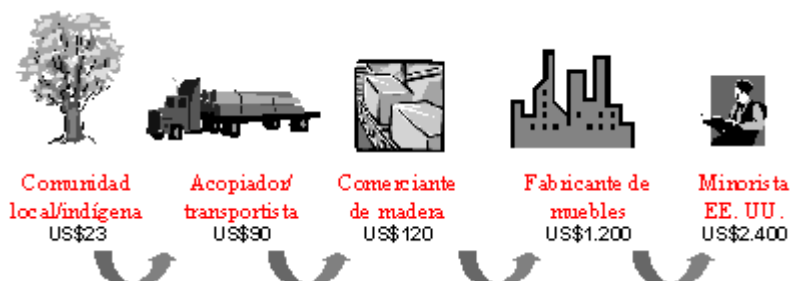 Comunidad
local/indígena
US$23
Acopiador/
transportista
US$90
Comerciante
de madera
US$120
Fabricante de
muebles
US$1.200
Minorista
EE. UU.
US$2.400